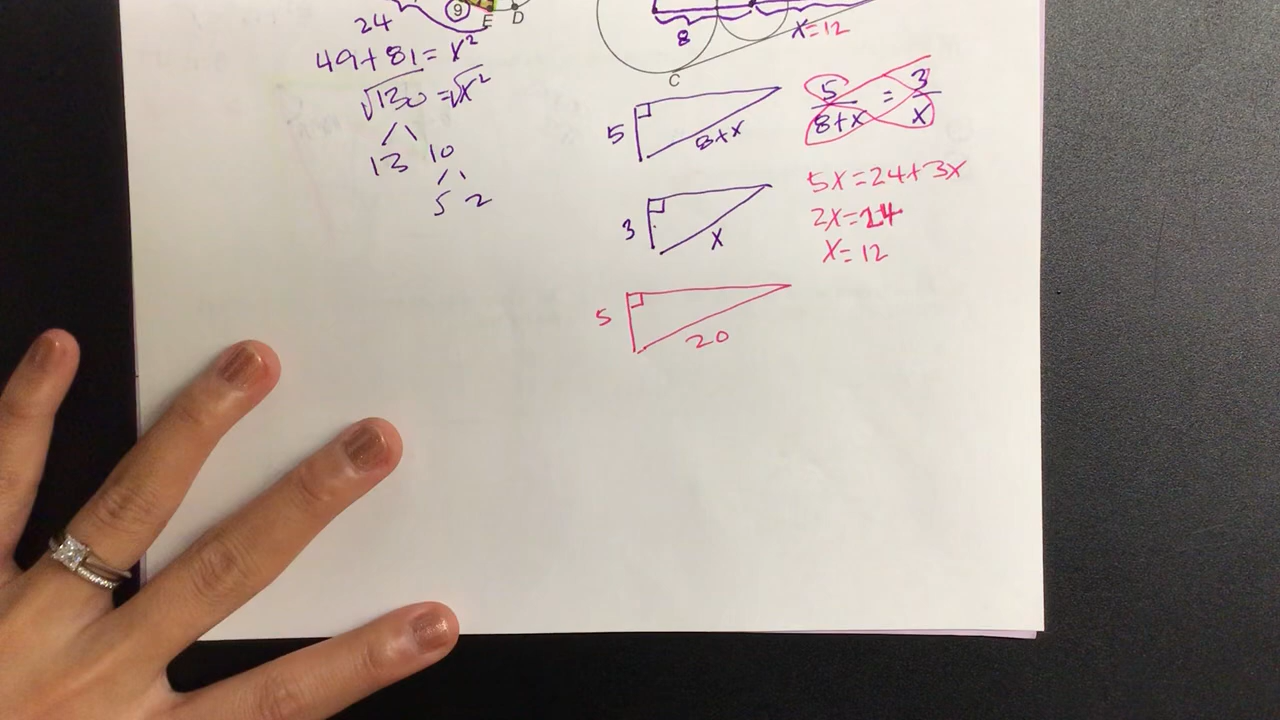 24
9
E D
49+81=x²
√130=√x²
13 10
5 2
8
x=12
C
5
8+x
5/8+x = 3/x
5x=24+3x
2x=24
x=12
3
x
5
20